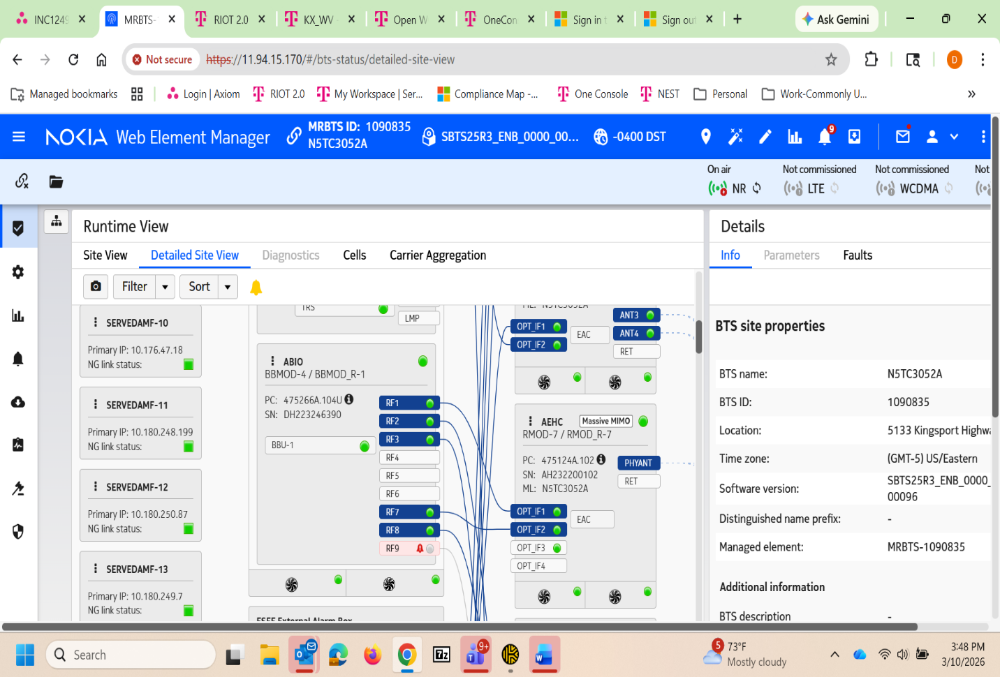 INC1249
MRBTS-
RIOT 2.0
KX_WV
Open W
OneCon
Sign in t
Sign out
Ask Gemini
Not secure
https://11.94.15.170/#/bts-status/detailed-site-view
D
Managed bookmarks
Login | Axiom
RIOT 2.0
My Workspace | Ser...
Compliance Map -...
One Console
NEST
Personal
Work-Commonly U...
»
NOKIA Web Element Manager
MRBTS ID: 1090835
N5TC3052A
SBTS25R3_ENB_0000_00...
-0400 DST
9
On air
NR
Not commissioned
LTE
Not commissioned
WCDMA
Not
Runtime View
Site View
Detailed Site View
Diagnostics
Cells
Carrier Aggregation
Filter
Sort
SERVEDAMF-10
Primary IP: 10.176.47.18
NG link status:
SERVEDAMF-11
Primary IP: 10.180.248.199
NG link status:
SERVEDAMF-12
Primary IP: 10.180.250.87
NG link status:
SERVEDAMF-13
Primary IP: 10.180.249.7
NG link status:
TRS
LMP
ABIO
BBMOD-4 / BBMOD_R-1
PC: 475266A.104U
SN: DH223246390
BBU-1
RF1
RF2
RF3
RF4
RF5
RF6
RF7
RF8
RF9
FSEF External Alarm Box
ML: N5TC3052A
ANT3
ANT4
RET
OPT_IF1
OPT_IF2
EAC
AEHC
Massive MIMO
RMOD-7 / RMOD_R-7
PC: 475124A.102
SN: AH232200102
ML: N5TC3052A
PHYANT
RET
OPT_IF1
OPT_IF2
OPT_IF3
OPT_IF4
EAC
Details
Info
Parameters
Faults
BTS site properties
BTS name: N5TC3052A
BTS ID: 1090835
Location: 5133 Kingsport Highwa
Time zone: (GMT-5) US/Eastern
Software version: SBTS25R3_ENB_0000_
00096
Distinguished name prefix: -
Managed element: MRBTS-1090835
Additional information
BTS description -
Search
9+
7z
5
73°F
Mostly cloudy
3:48 PM
3/10/2026